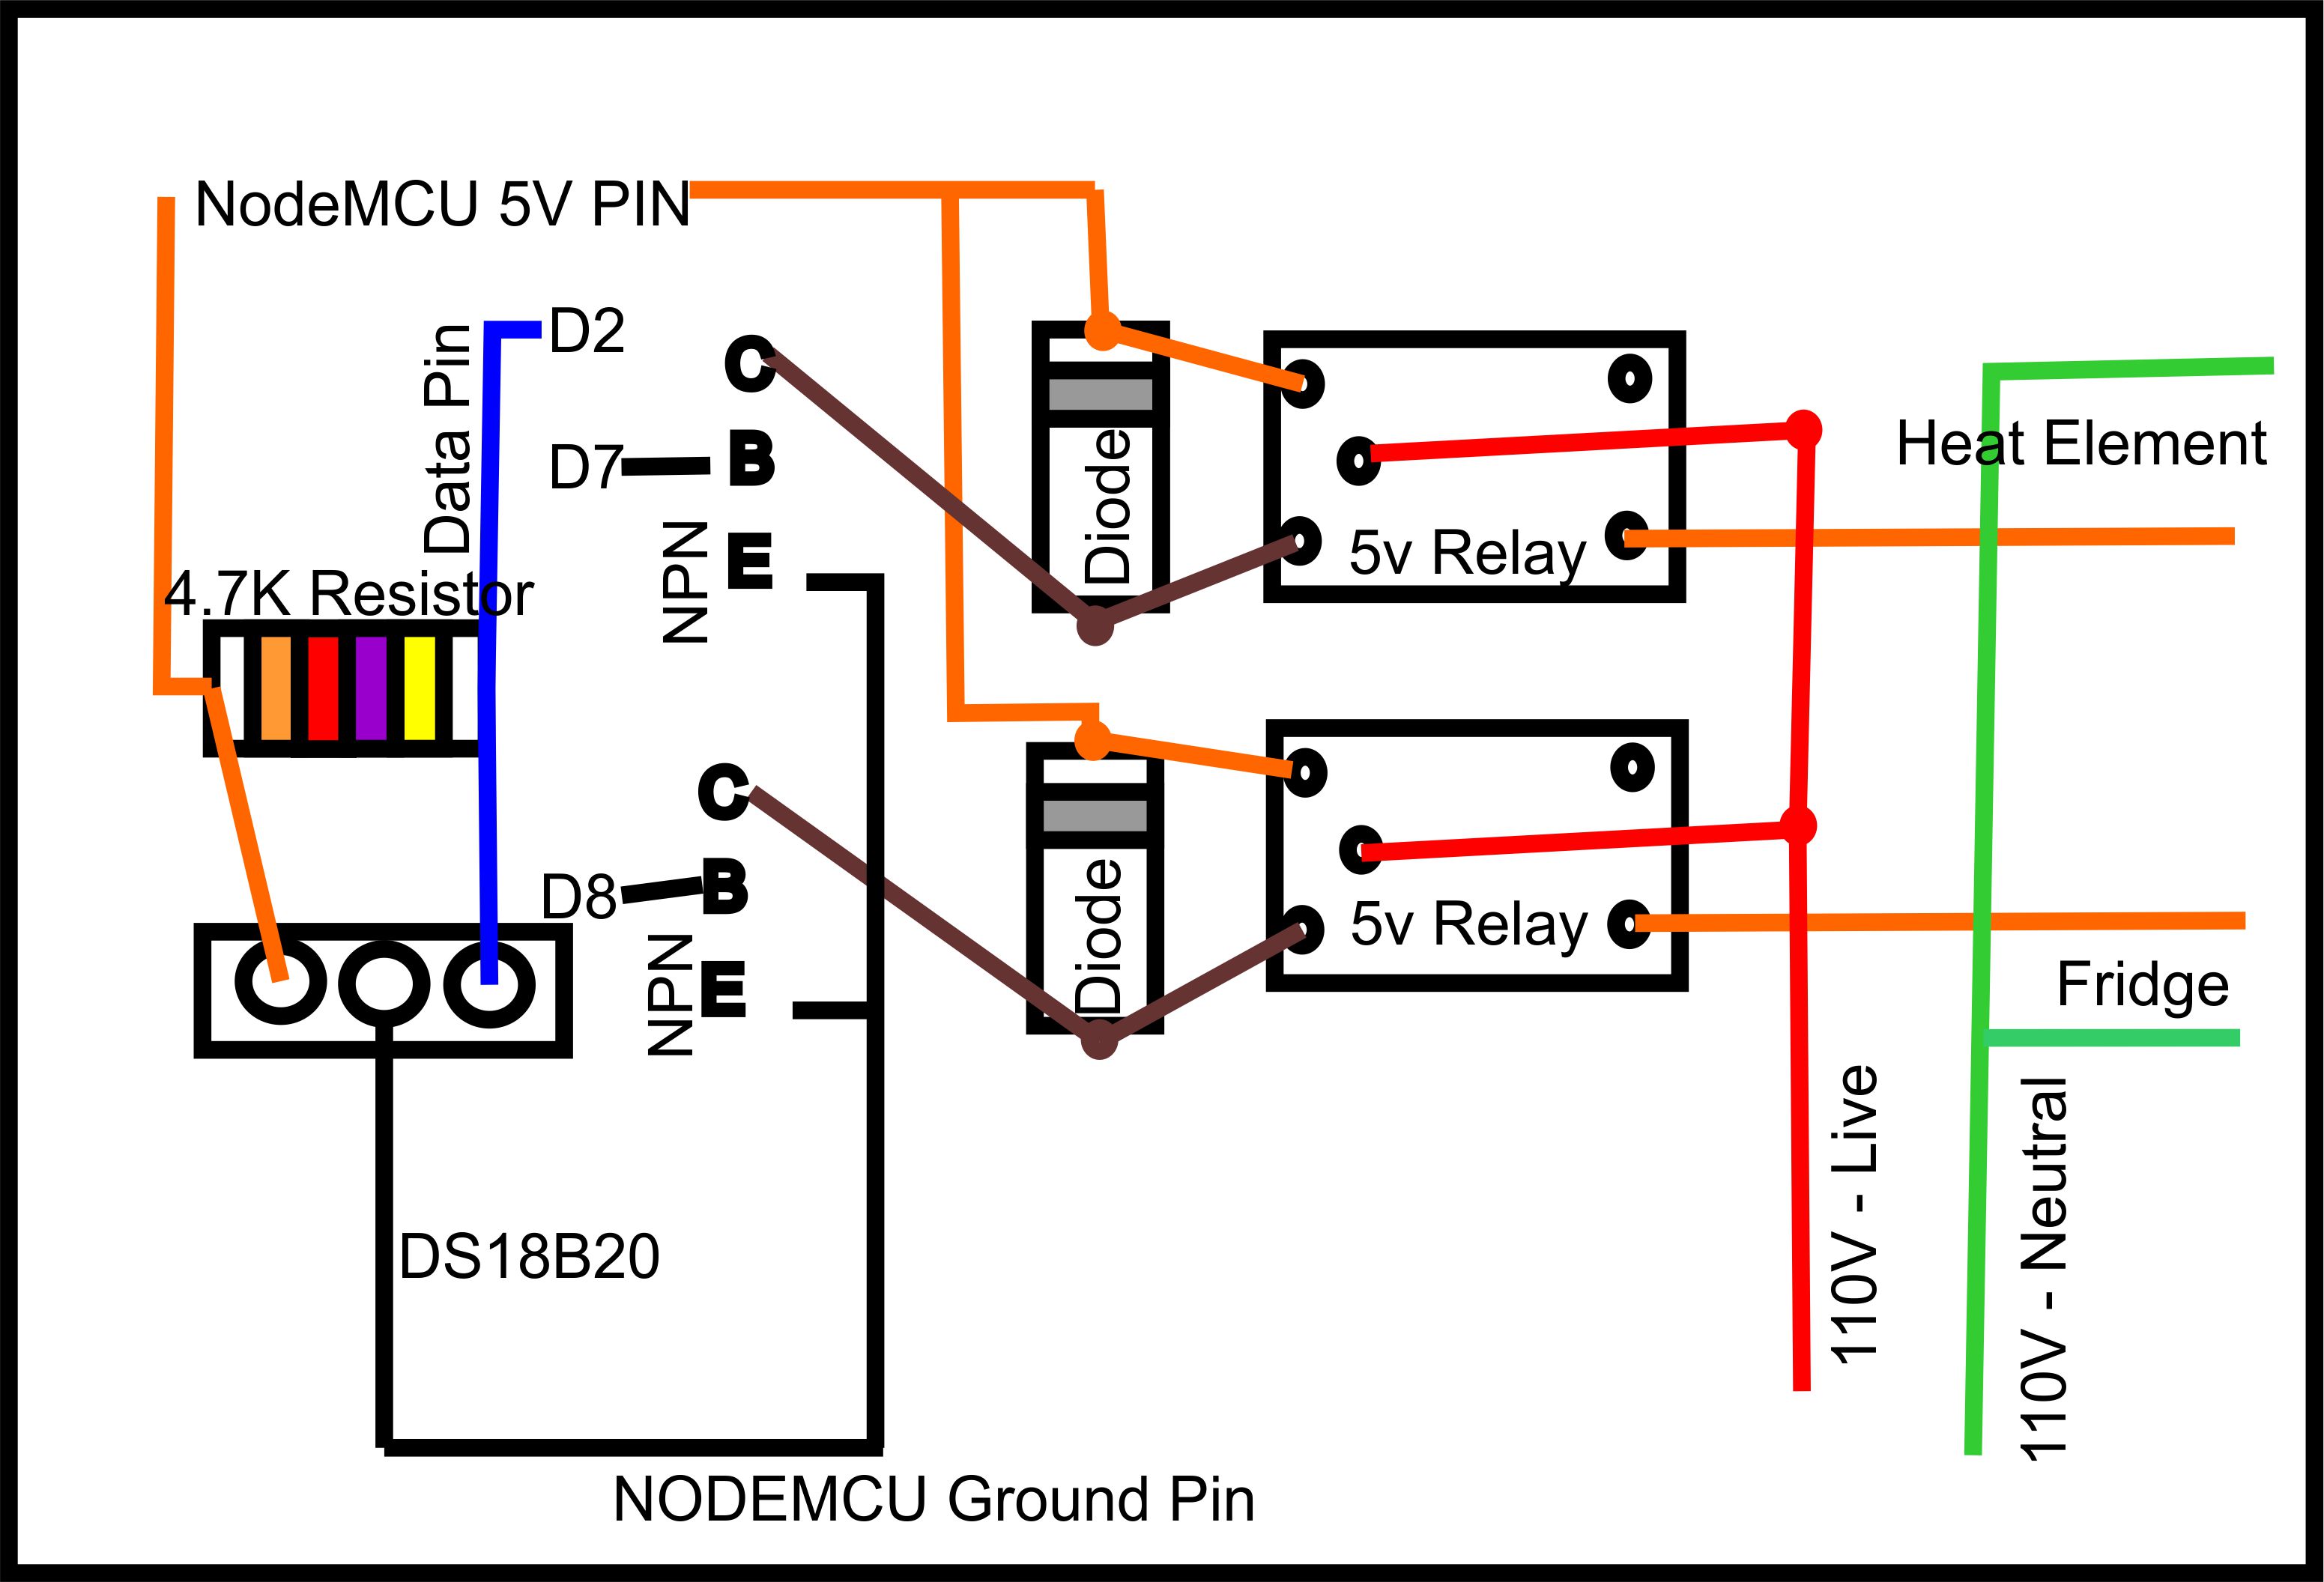 NodeMCU 5V PIN
D2
Data Pin
C
B
E
D7
NPN
4.7K Resistor
Diode
5v Relay
Heat Element
C
B
E
D8
NPN
Diode
5v Relay
Fridge
DS18B20
110V - Live
110V - Neutral
NODEMCU Ground Pin